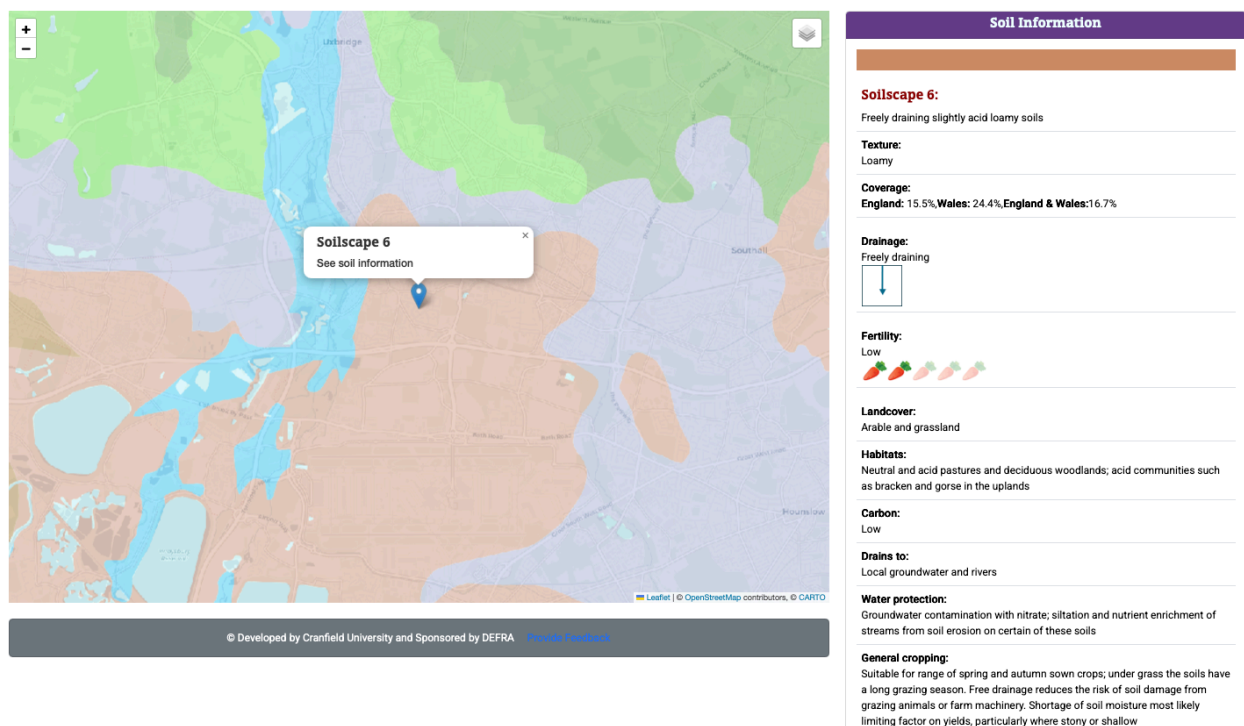 +
−
Uxbridge
Southall
Hounslow
Soilscape 6
×
See soil information
Leaflet | © OpenStreetMap contributors, © CARTO
© Developed by Cranfield University and Sponsored by DEFRA Provide Feedback
Soil Information
Soilscape 6:
Freely draining slightly acid loamy soils
Texture:
Loamy
Coverage:
England: 15.5%,Wales: 24.4%,England & Wales:16.7%
Drainage:
Freely draining
Fertility:
Low
Landcover:
Arable and grassland
Habitats:
Neutral and acid pastures and deciduous woodlands; acid communities such
as bracken and gorse in the uplands
Carbon:
Low
Drains to:
Local groundwater and rivers
Water protection:
Groundwater contamination with nitrate; siltation and nutrient enrichment of
streams from soil erosion on certain of these soils
General cropping:
Suitable for range of spring and autumn sown crops; under grass the soils have
a long grazing season. Free drainage reduces the risk of soil damage from
grazing animals or farm machinery. Shortage of soil moisture most likely
limiting factor on yields, particularly where stony or shallow